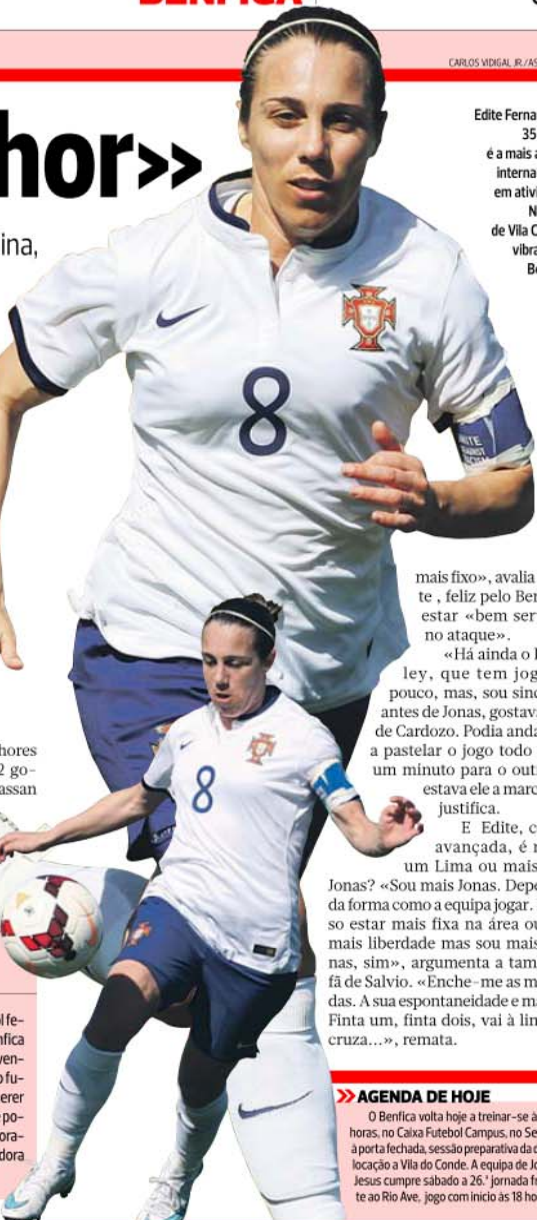 BENFICA
CARLOS VIDIGAL JR./AS
hor»
ina,
Edite Ferna
35
é a mais a
interna
em ativi
N
de Vila C
vibra
Be
8
mais fixo», avalia
te , feliz pelo Ben
estar «bem ser
no ataque».
«Há ainda o
ley, que tem jog
pouco, mas, sou sinc
antes de Jonas, gostav
de Cardozo. Podia anda
a pastelar o jogo todo
um minuto para o out
estava ele a marc
justifica.
E Edite, c
avançada, é
um Lima ou mais
Jonas? «Sou mais Jonas. Depe
da forma como a equipa jogar.
so estar mais fixa na área ou
mais liberdade mas sou mais
nas, sim», argumenta a tam
fã de Salvio. «Enche-me as m
das. A sua espontaneidade e ma
Finta um, finta dois, vai à lin
cruza...», remata.
hores
2 go-
assan
8
l fe-
nfica
ven-
o fu-
erer
po-
ora-
dora
» AGENDA DE HOJE
O Benfica volta hoje a treinar-se à
horas, no Caixa Futebol Campus, no Se
à porta fechada, sessão preparativa da d
locação a Vila do Conde. A equipa de Jo
Jesus cumpre sábado a 26.ª jornada fr
te ao Rio Ave, jogo com inicio às 18 ho